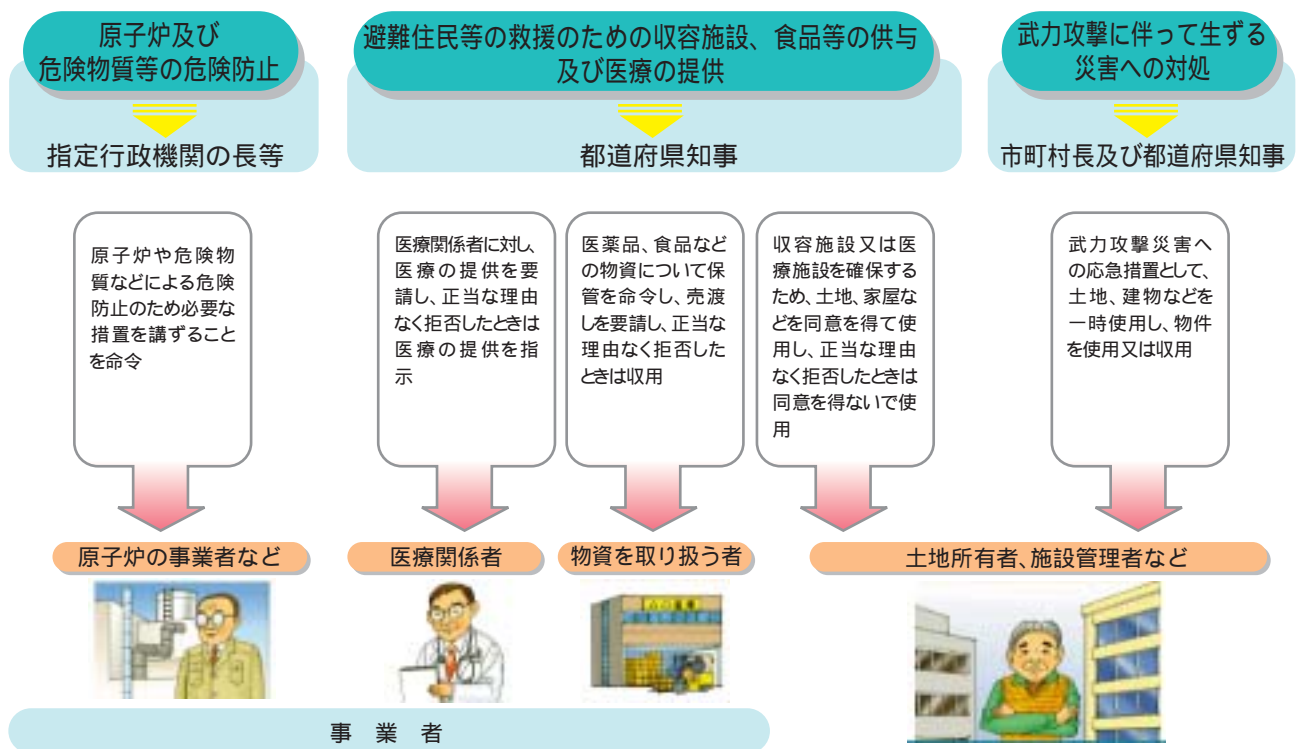 原子炉及び
危険物質等の危険防止
指定行政機関の長等
避難住民等の救援のための収容施設、食品等の供与
及び医療の提供
都道府県知事
武力攻撃に伴って生ずる
災害への対処
市町村長及び都道府県知事
原子炉や危険物
質などによる危険
防止のため必要な
措置を講ずること
を命令
医療関係者に対し、
医療の提供を要
請し、正当な理由
なく拒否したときは
医療の提供を指
示
医薬品、食品など
の物資について保
管を命令し、売渡
しを要請し、正当な
理由なく拒否した
ときは収用
収容施設又は医
療施設を確保する
ため、土地、家屋な
どを同意を得て使
用し、正当な理由
なく拒否したときは
同意を得ないで使
用
武力攻撃災害へ
の応急措置として、
土地、建物などを
一時使用し、物件
を使用又は収用
原子炉の事業者など
医療関係者
物資を取り扱う者
土地所有者、施設管理者など
事 業 者